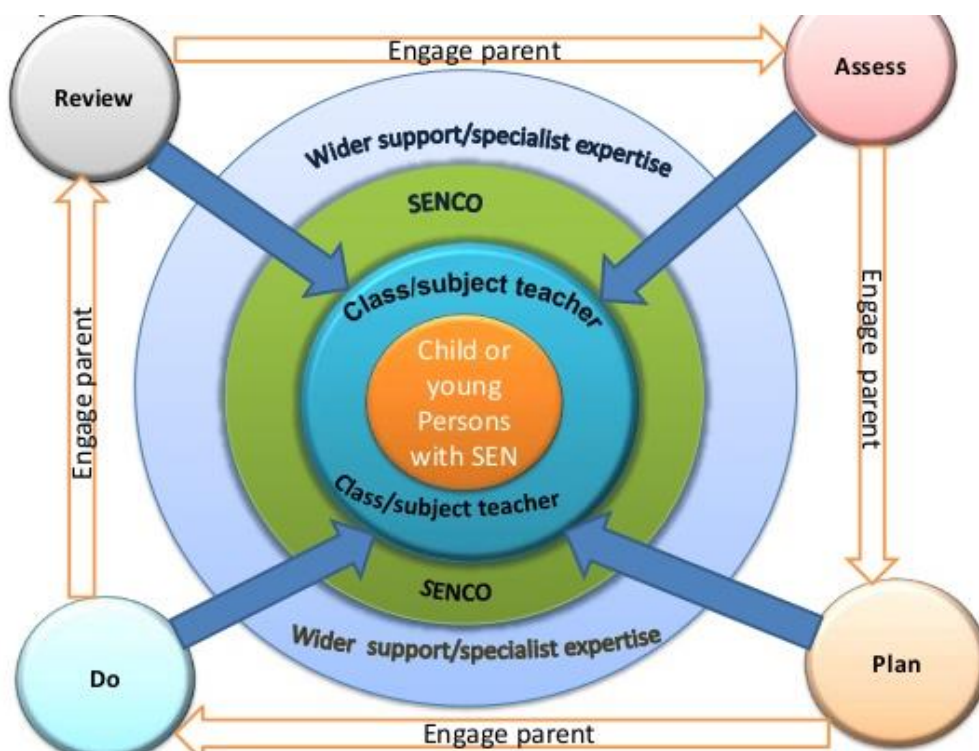 Engage parent
Review
Assess
Wider support/specialist expertise
SENCO
Class/subject teacher
Child or
young
Persons
with SEN
Engage parent
Engage parent
Class/subject teacher
SENCO
Wider support/specialist expertise
Do
Plan
Engage parent